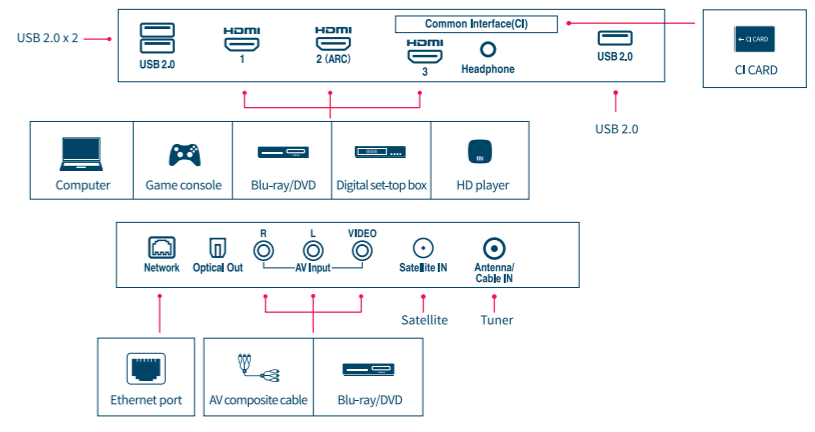 Common Interface(CI)
USB 2.0 x 2
HDMI
HDMI
HDMI
← CI CARD
USB 2.0
1
2 (ARC)
3
Headphone
USB 2.0
CI CARD
USB 2.0
mi
Computer
Game console
Blu-ray/DVD
Digital set-top box
HD player
R
L
VIDEO
Network
Optical Out
AV Input
Satellite IN
Antenna/
Cable IN
Satellite
Tuner
Ethernet port
AV composite cable
Blu-ray/DVD